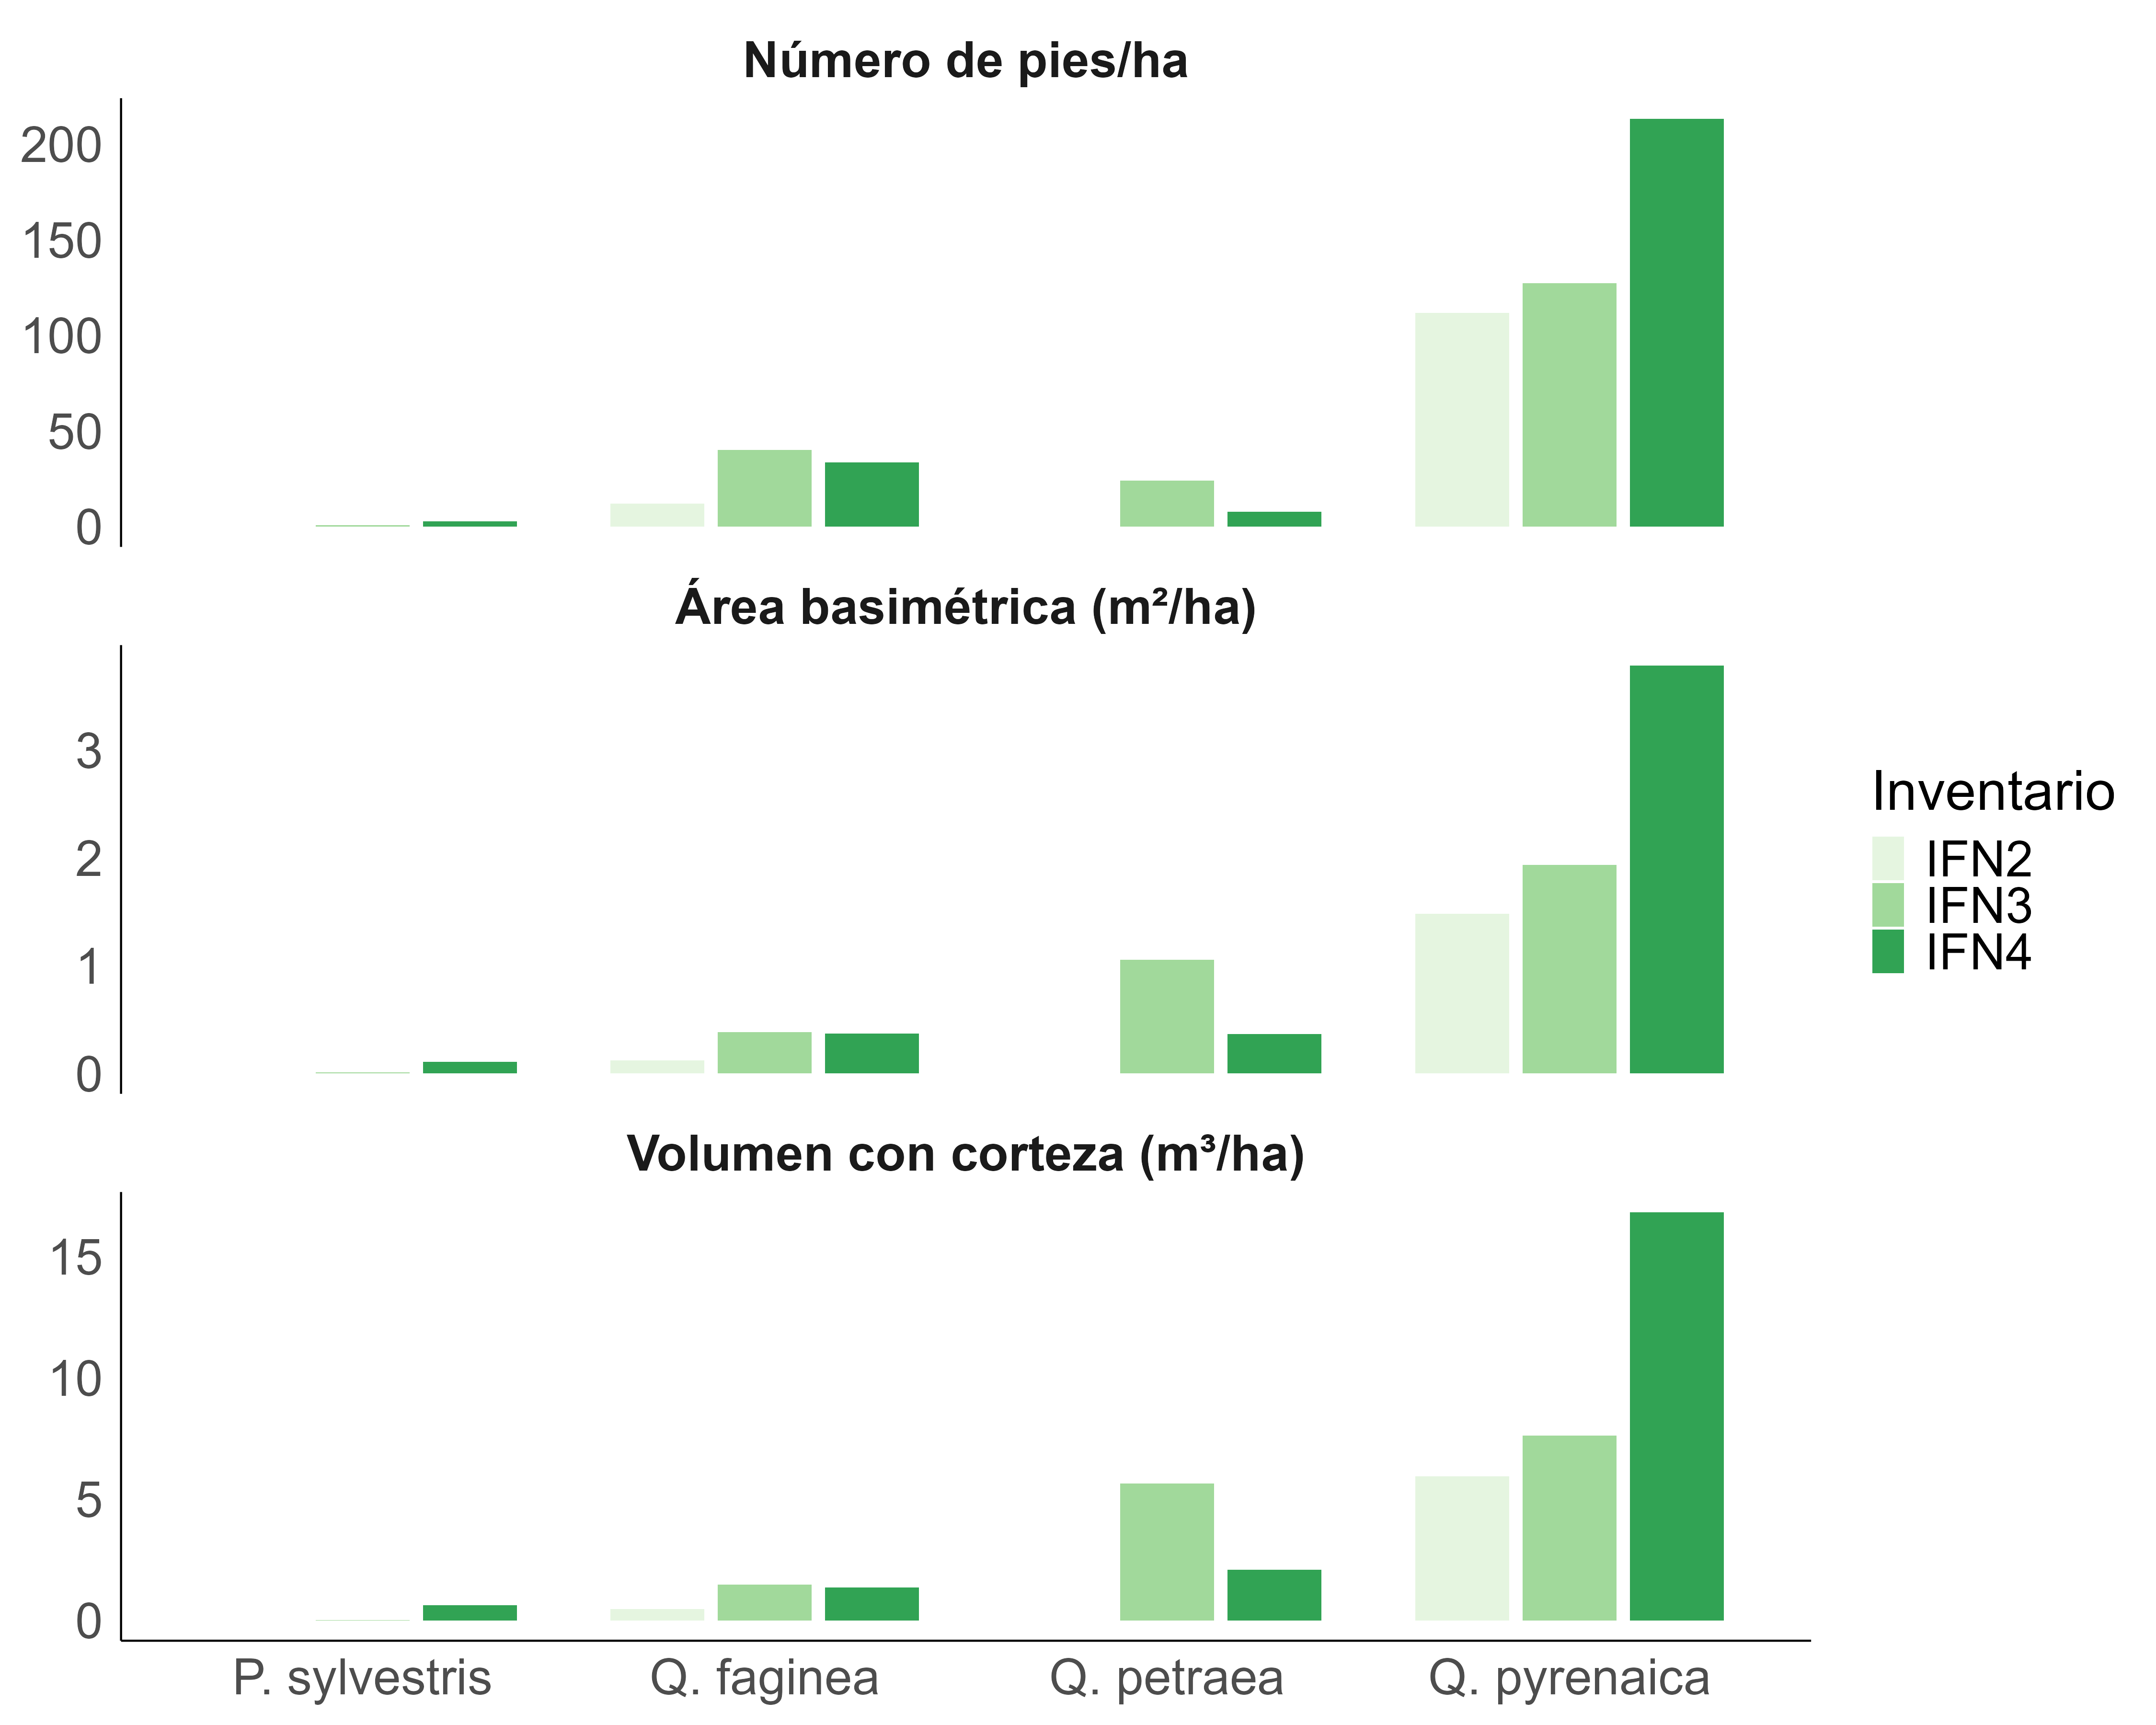 Número de pies/ha
200
150
100
50
0
Área basimétrica (m²/ha)
3
2
1
0
Volumen con corteza (m³/ha)
15
10
5
0
P. sylvestris
Q. faginea
Q. petraea
Q. pyrenaica
Inventario
IFN2
IFN3
IFN4